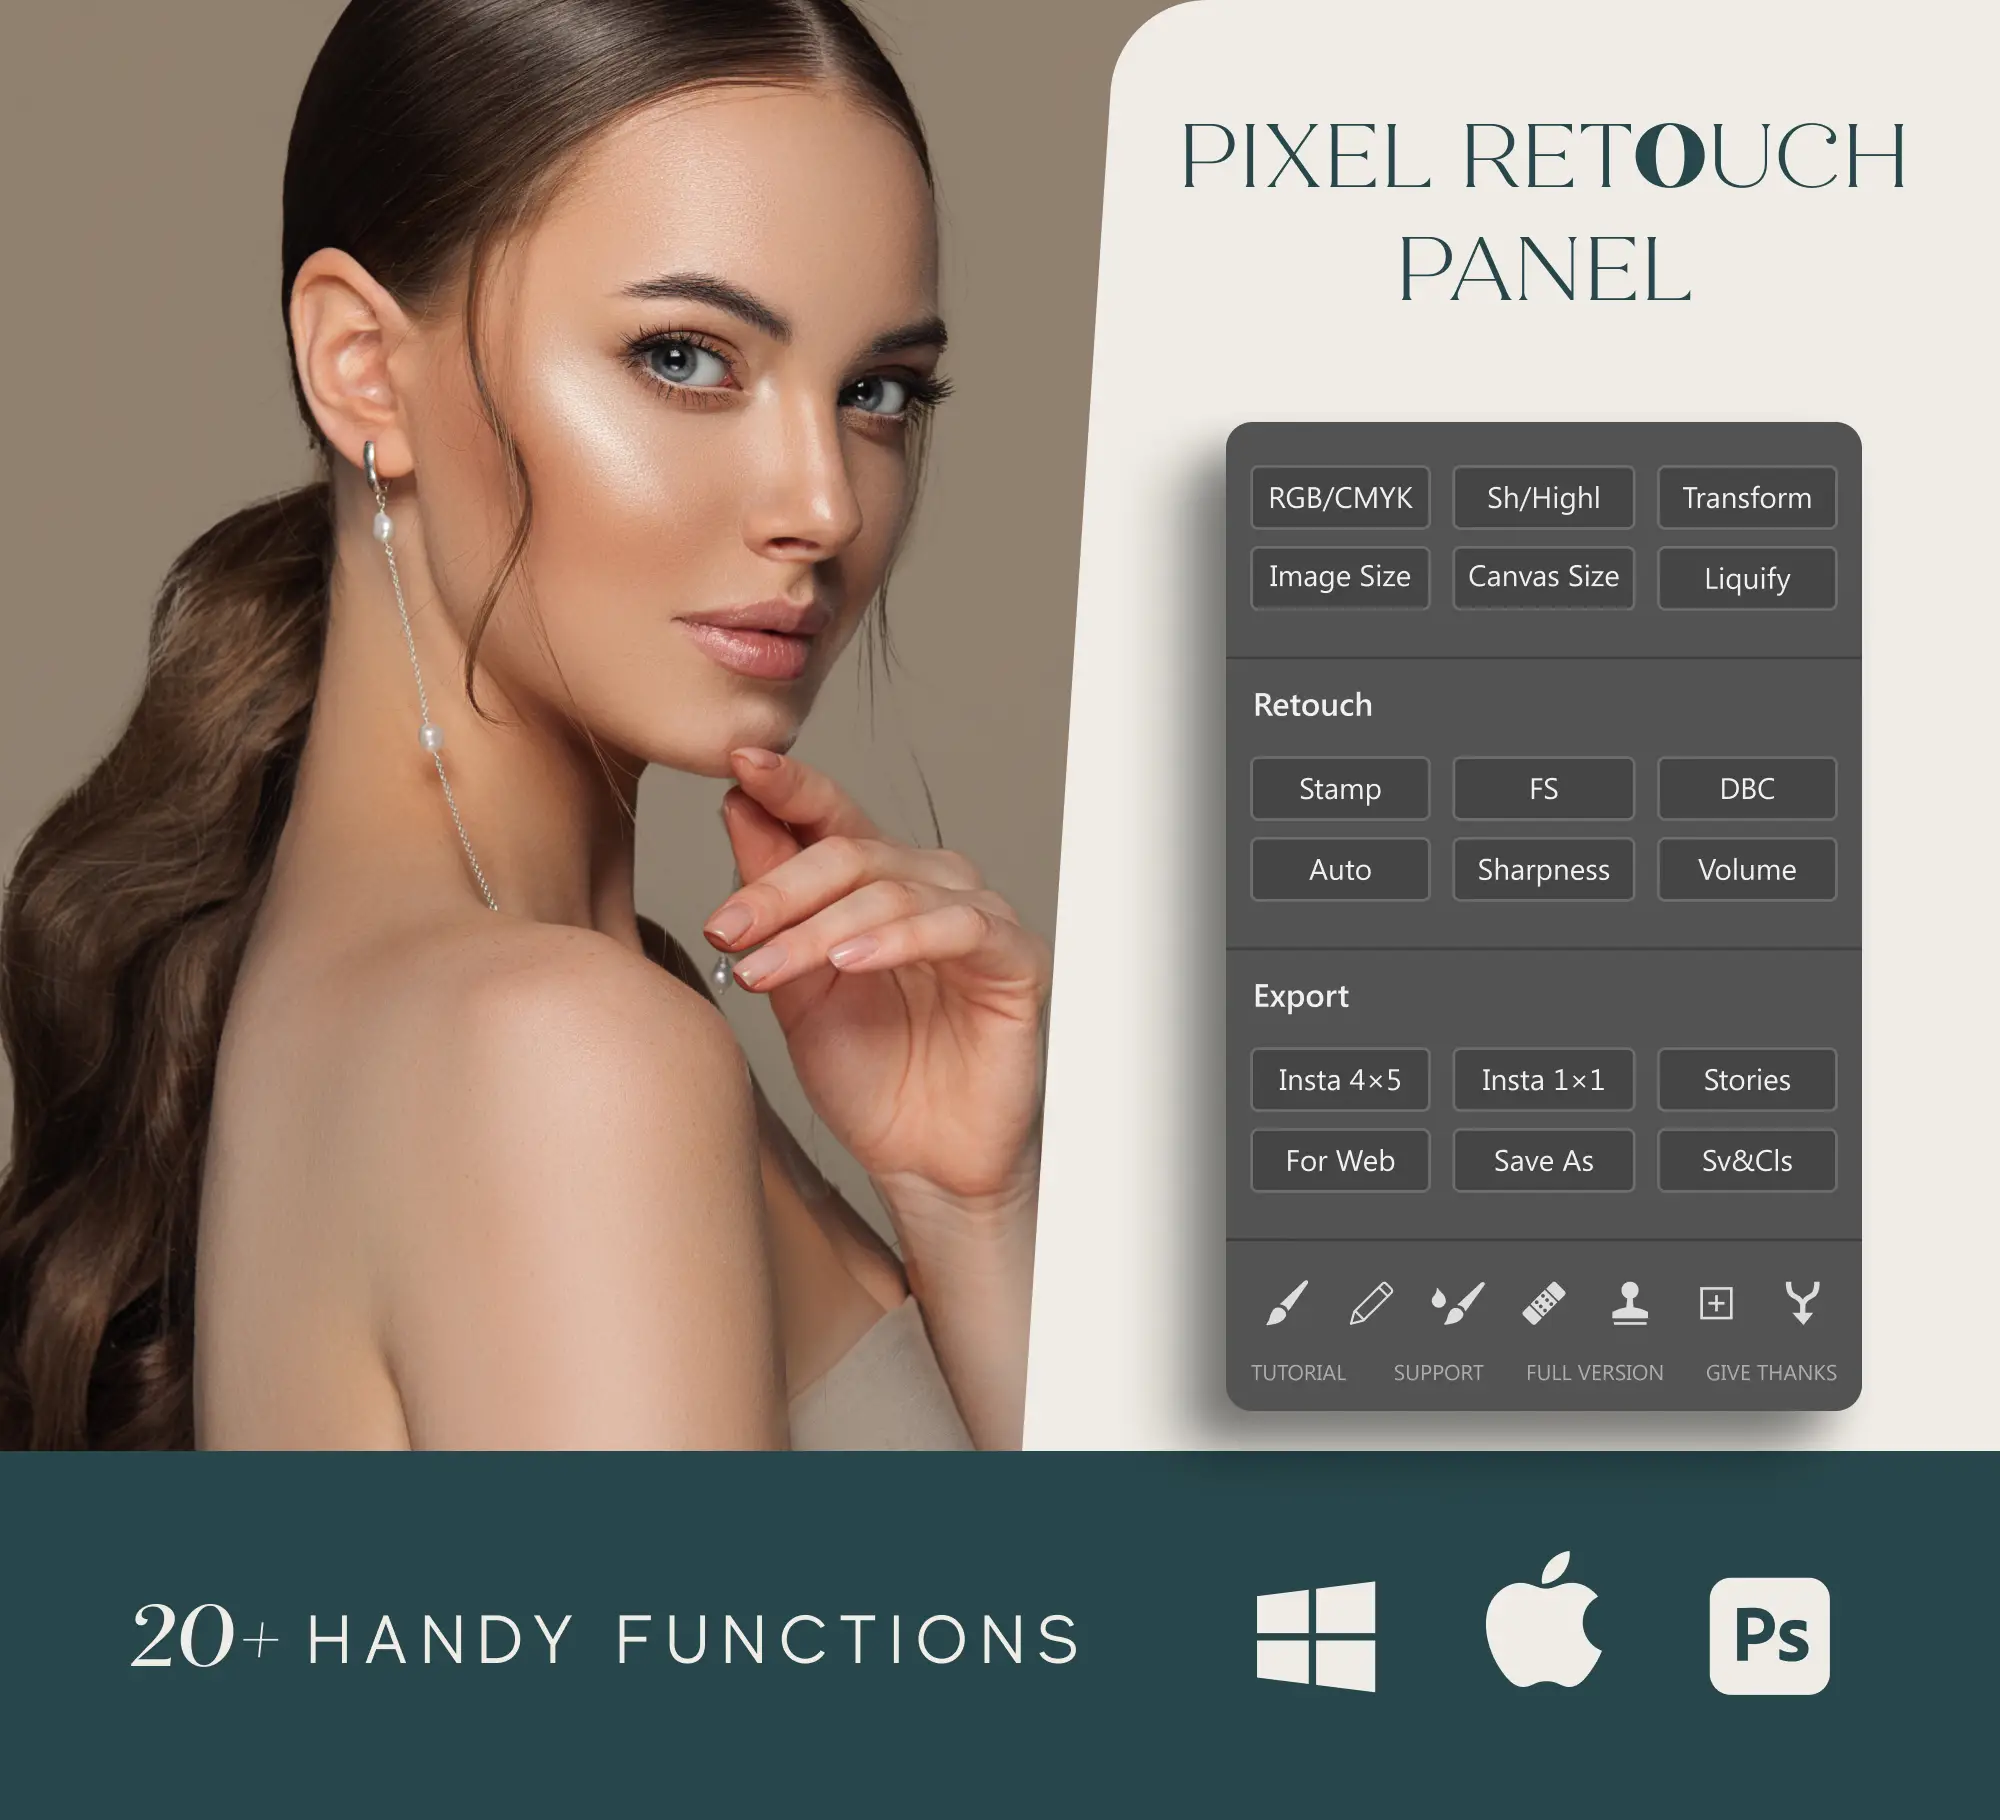 PIXEL RETOUCH
PANEL
RGB/CMYK Sh/Highl Transform
Image Size Canvas Size Liquify
Retouch
Stamp FS DBC
Auto Sharpness Volume
Export
Insta 4×5 Insta 1×1 Stories
For Web Save As Sv&Cls
TUTORIAL SUPPORT FULL VERSION GIVE THANKS
20+ HANDY FUNCTIONS
Ps